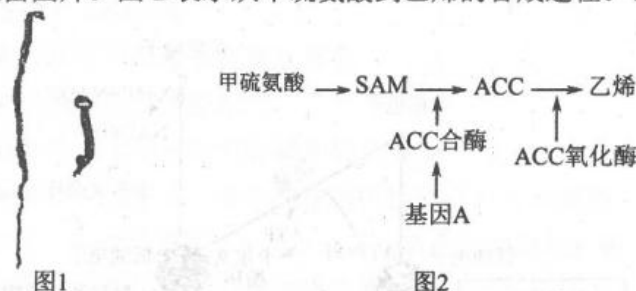 甲硫氨酸 → SAM → ACC → 乙烯
ACC合酶
ACC氧化酶
基因A
图1
图2